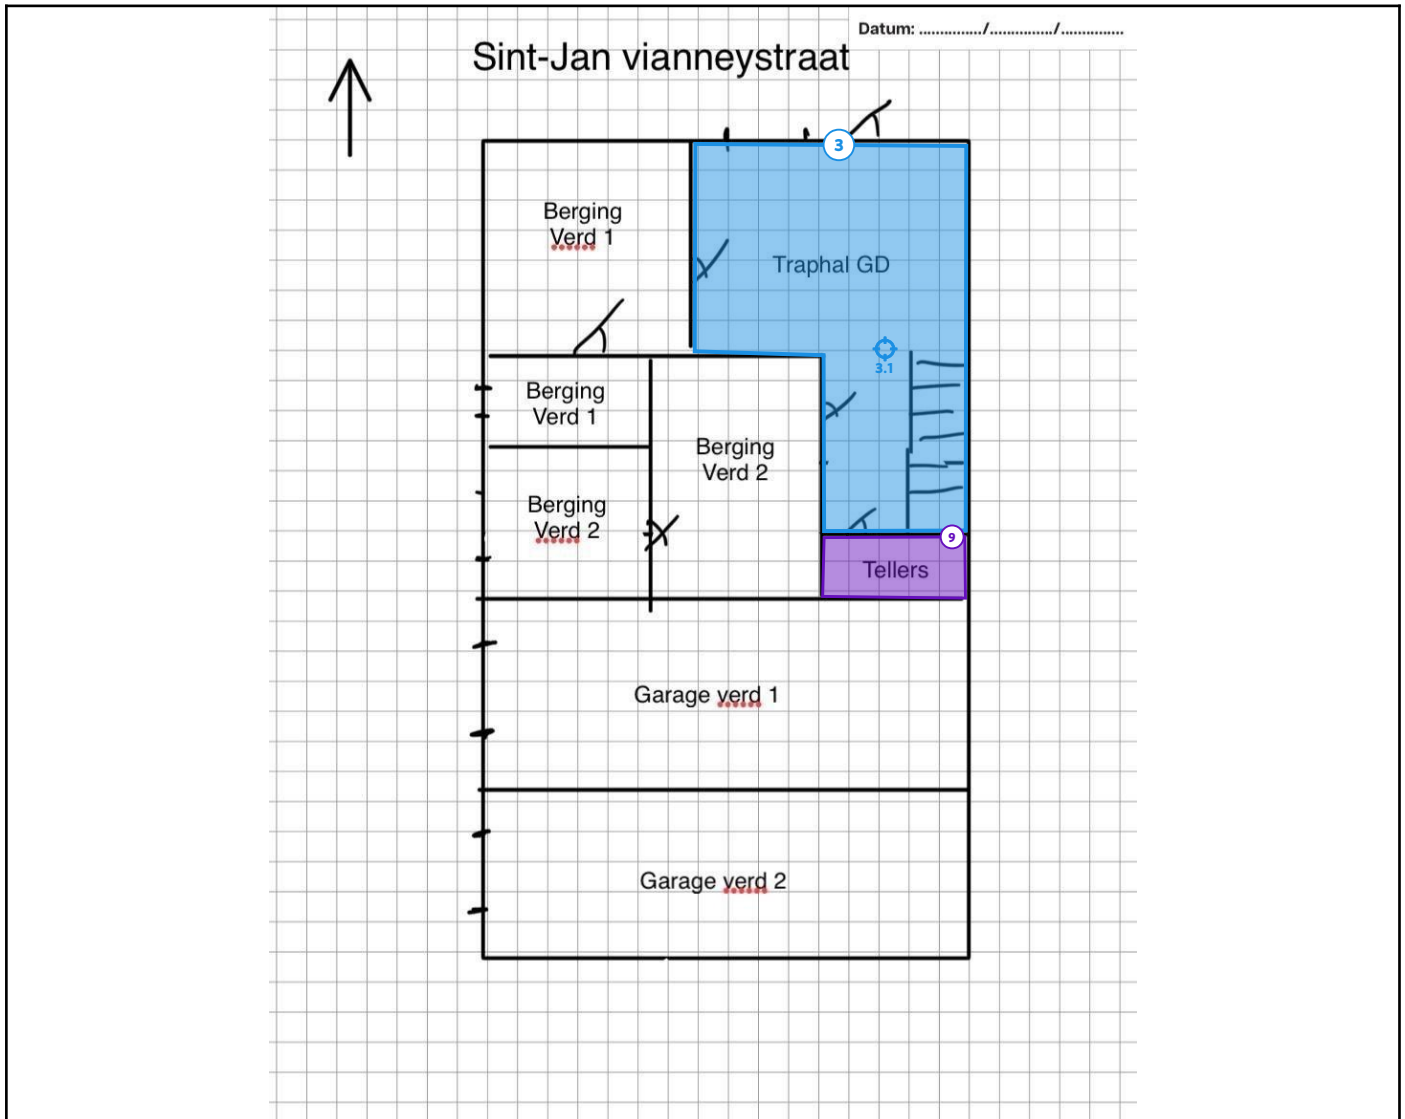 Datum: .............../.............../...............
Sint-Jan vianneystraat
3
Berging
Verd 1
Traphal GD
3.1
Berging
Verd 1
Berging
Verd 2
Berging
Verd 2
9
Tellers
Garage verd 1
Garage verd 2